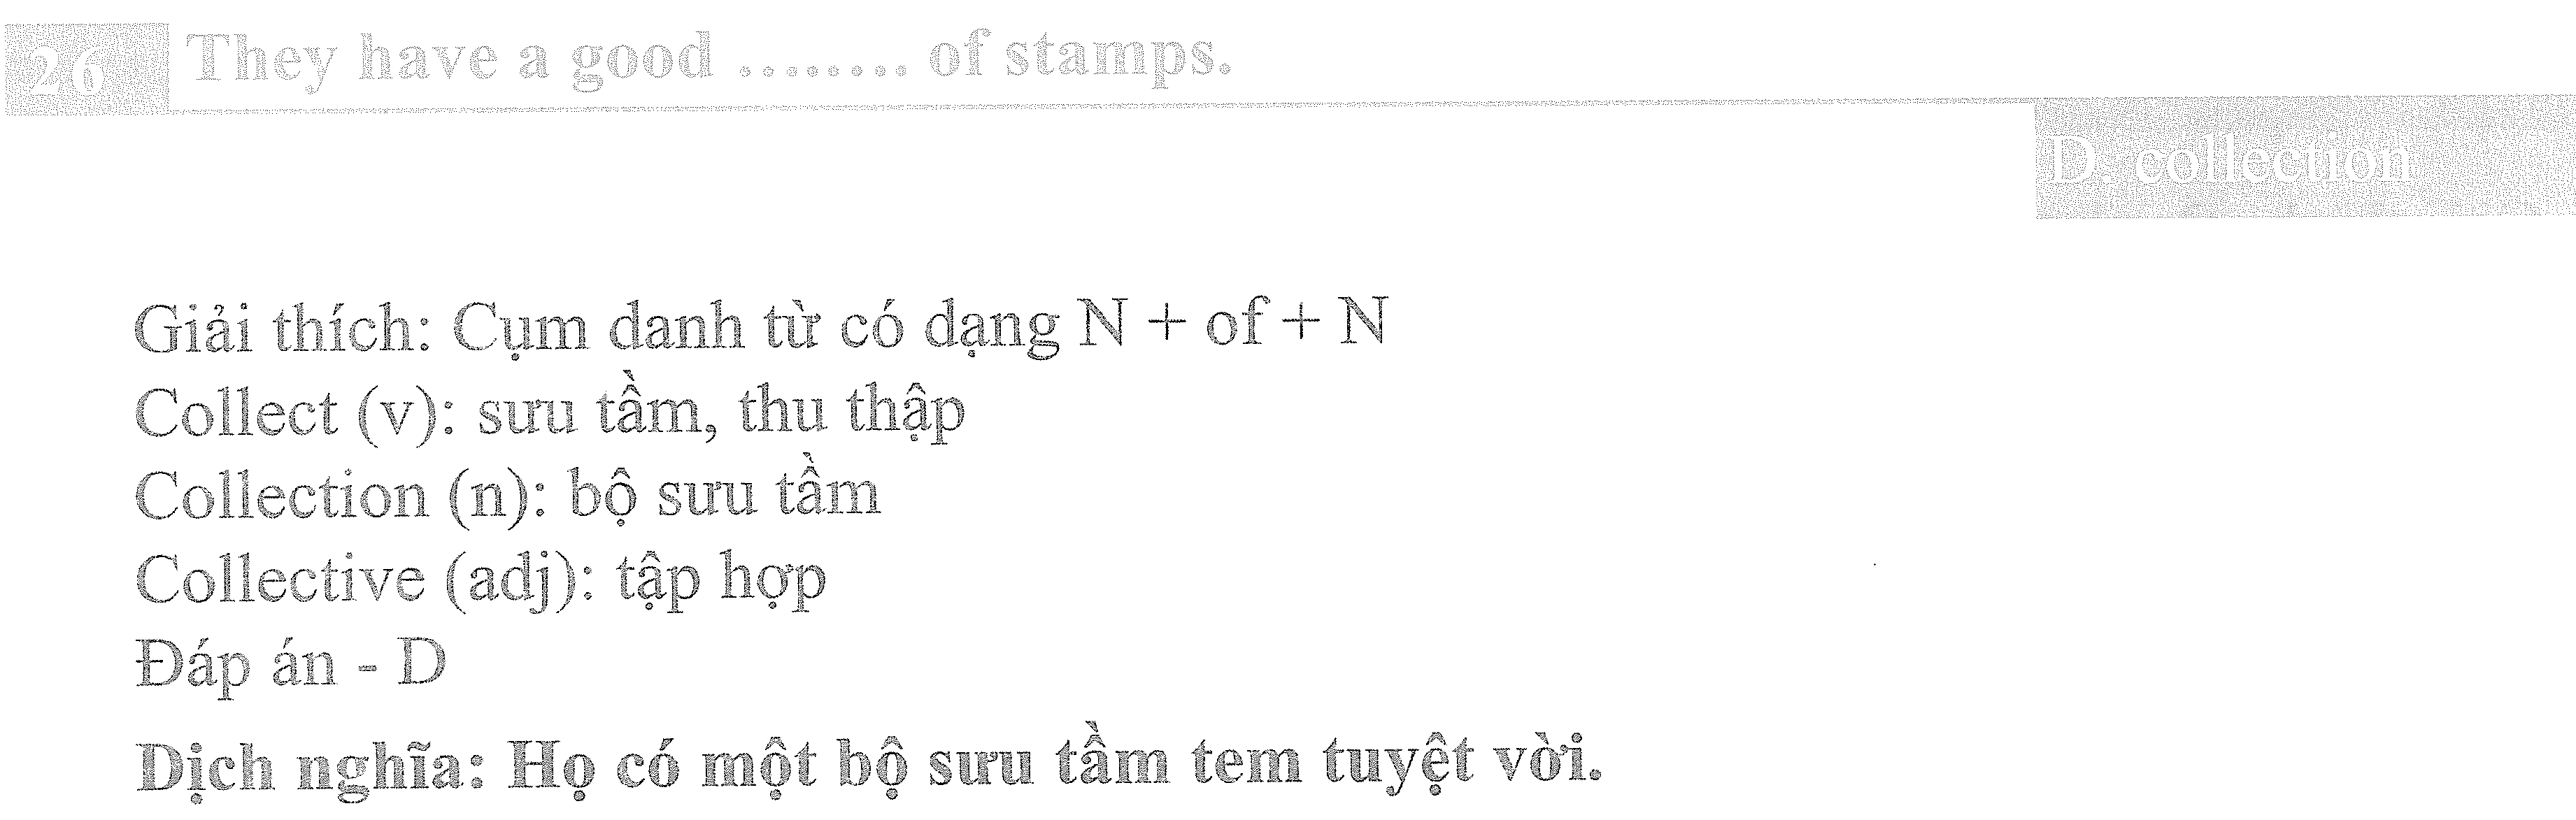 26 They have a good ........ of stamps.
D. collection
Giải thích: Cụm danh từ có dạng N + of + N
Collect (v): sưu tầm, thu thập
Collection (n): bộ sưu tầm
Collective (adj): tập hợp
Đáp án - D
Dịch nghĩa: Họ có một bộ sưu tầm tem tuyệt vời.